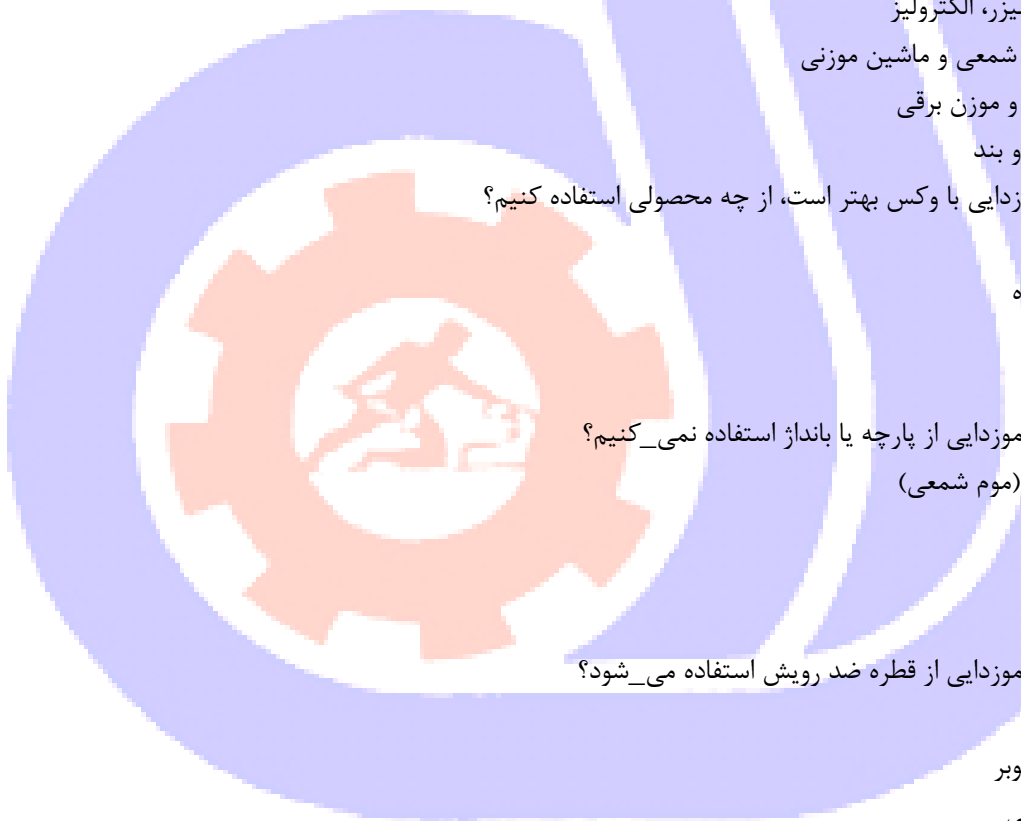 الکترولیز
شمعی و ماشین موزنی
و موزن برقی
و بند
زدایی با وکس بهتر است، از چه محصولی استفاده کنیم؟
ه
موزدایی از پارچه یا بانداژ استفاده نمی_کنیم؟
(موم شمعی)
موزدایی از قطره ضد رویش استفاده می_شود؟
وبر